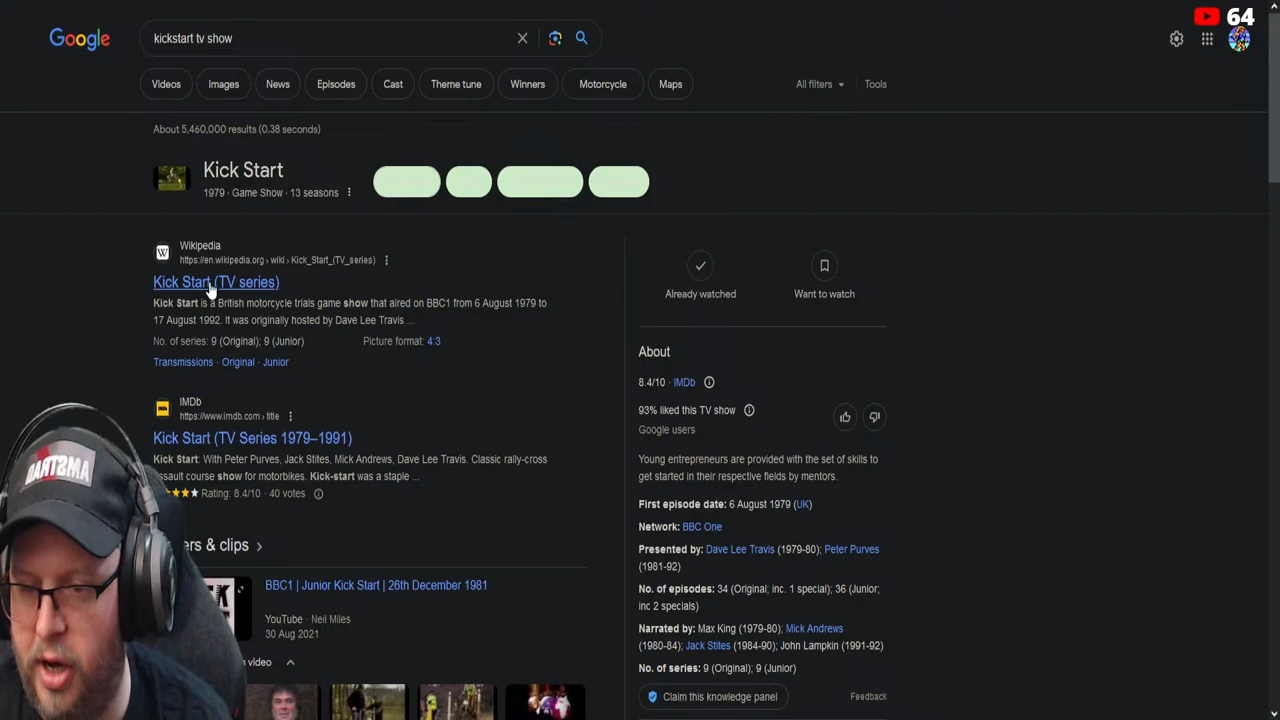 64
Google
kickstart tv show
Videos
Images
News
Episodes
Cast
Theme tune
Winners
Motorcycle
Maps
All filters
Tools
About 5,460,000 results (0.38 seconds)
Kick Start
1979 · Game Show · 13 seasons
W
Wikipedia
https://en.wikipedia.org › wiki › Kick_Start_(TV_series)
Kick Start (TV series)
Kick Start is a British motorcycle trials game show that aired on BBC1 from 6 August 1979 to
17 August 1992. It was originally hosted by Dave Lee Travis ...
No. of series: 9 (Original); 9 (Junior)
Picture format: 4:3
Transmissions · Original · Junior
IMDb
https://www.imdb.com › title
Kick Start (TV Series 1979–1991)
Kick Start: With Peter Purves, Jack Stites, Mick Andrews, Dave Lee Travis. Classic rally-cross
assault course show for motorbikes. Kick-start was a staple ...
Rating: 8.4/10 · 40 votes
ers & clips
BBC1 | Junior Kick Start | 26th December 1981
YouTube · Neil Miles
30 Aug 2021
video
AMSTRAD
Already watched
Want to watch
About
8.4/10 · IMDb
93% liked this TV show
Google users
Young entrepreneurs are provided with the set of skills to
get started in their respective fields by mentors.
First episode date: 6 August 1979 (UK)
Network: BBC One
Presented by: Dave Lee Travis (1979-80); Peter Purves
(1981-92)
No. of episodes: 34 (Original; inc. 1 special); 36 (Junior;
inc 2 specials)
Narrated by: Max King (1979-80); Mick Andrews
(1980-84); Jack Stites (1984-90); John Lampkin (1991-92)
No. of series: 9 (Original); 9 (Junior)
Claim this knowledge panel
Feedback